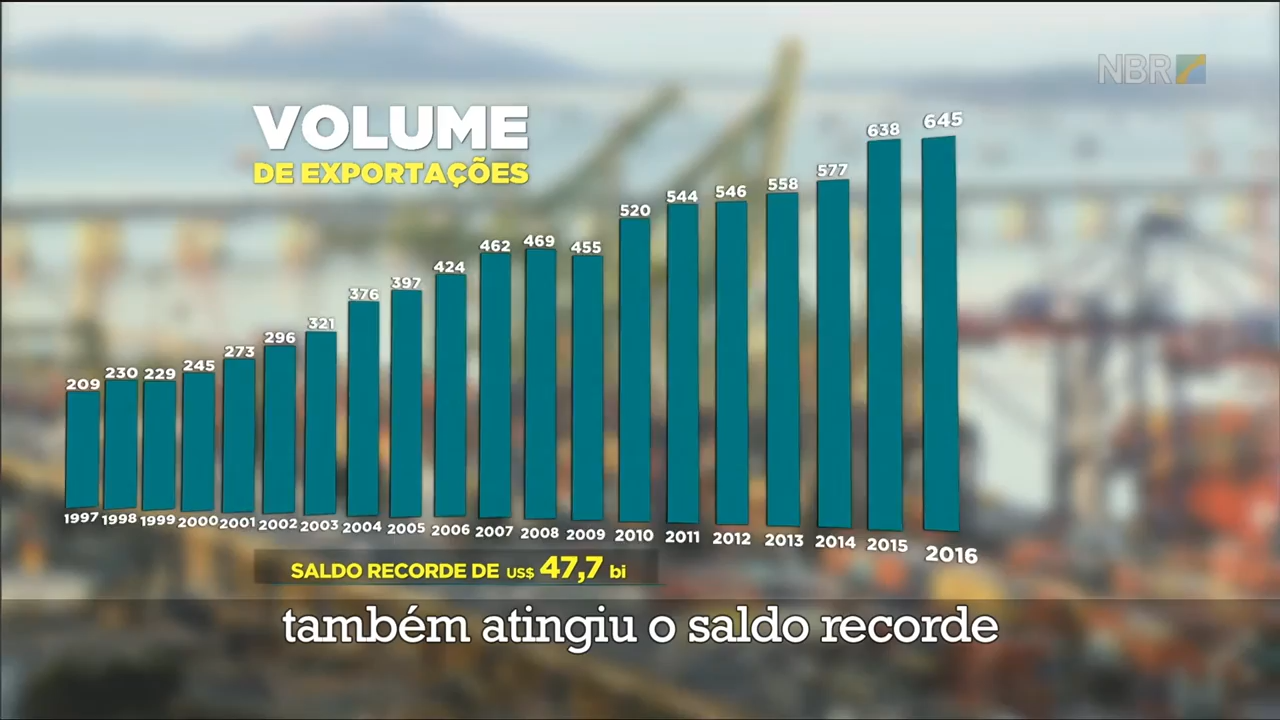 NBR
VOLUME
DE EXPORTAÇÕES
209 230 229 245 273 296 321 376 397 424 462 469 455 520 544 546 558 577 638 645
1997 1998 1999 2000 2001 2002 2003 2004 2005 2006 2007 2008 2009 2010 2011 2012 2013 2014 2015 2016
SALDO RECORDE DE US$ 47,7 bi
também atingiu o saldo recorde